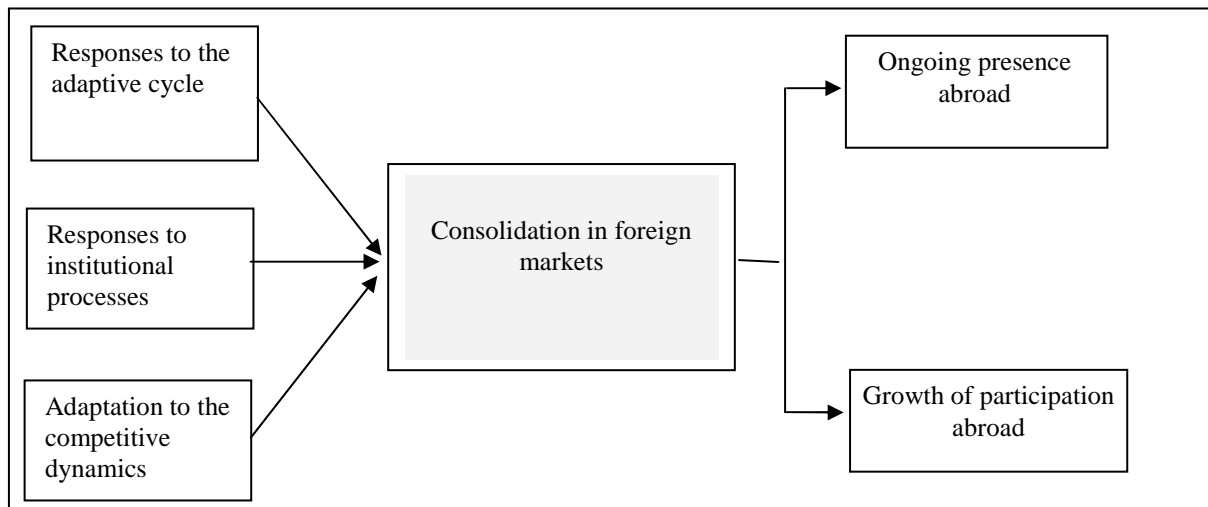 Responses to the
adaptive cycle
Responses to
institutional
processes
Adaptation to the
competitive
dynamics
Consolidation in foreign
markets
Ongoing presence
abroad
Growth of participation
abroad